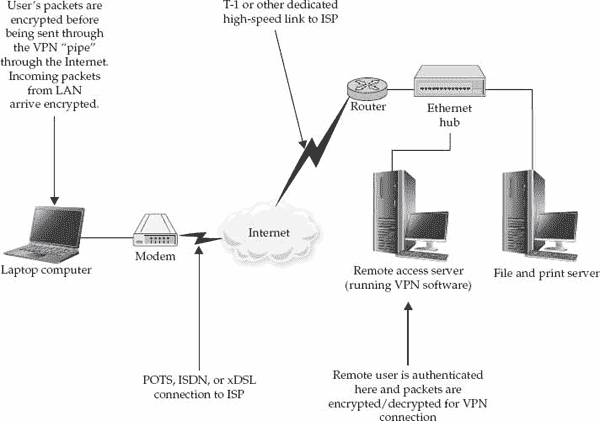 User's packets are
encrypted before
being sent through
the VPN “pipe”
through the Internet.
Incoming packets
from LAN
arrive encrypted.
T-1 or other dedicated
high-speed link to ISP
Router
Ethernet
hub
Internet
Modem
Laptop computer
Remote access server
(running VPN software)
File and print server
POTS, ISDN, or xDSL
connection to ISP
Remote user is authenticated
here and packets are
encrypted/decrypted for VPN
connection